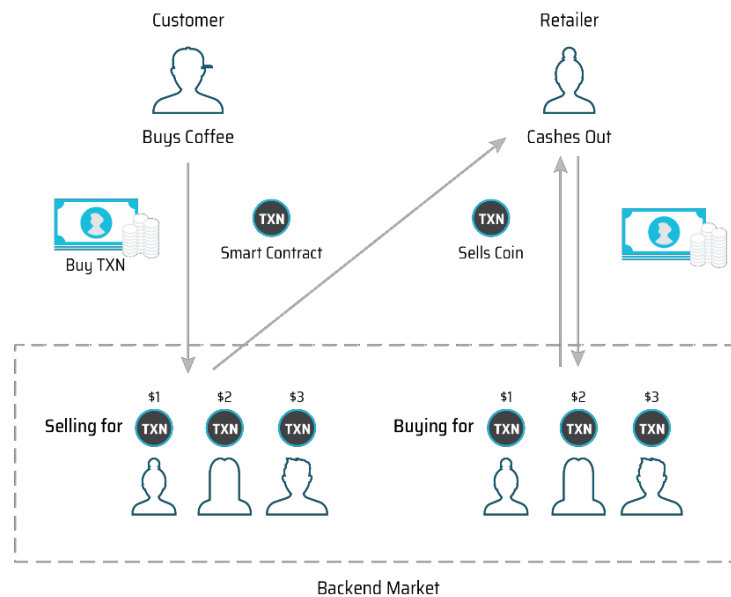 Customer
Retailer
Buys Coffee
Cashes Out
Buy TXN
TXN
Smart Contract
TXN
Sells Coin
Selling for
$1
$2
$3
TXN
TXN
TXN
Buying for
$1
$2
$3
TXN
TXN
TXN
Backend Market